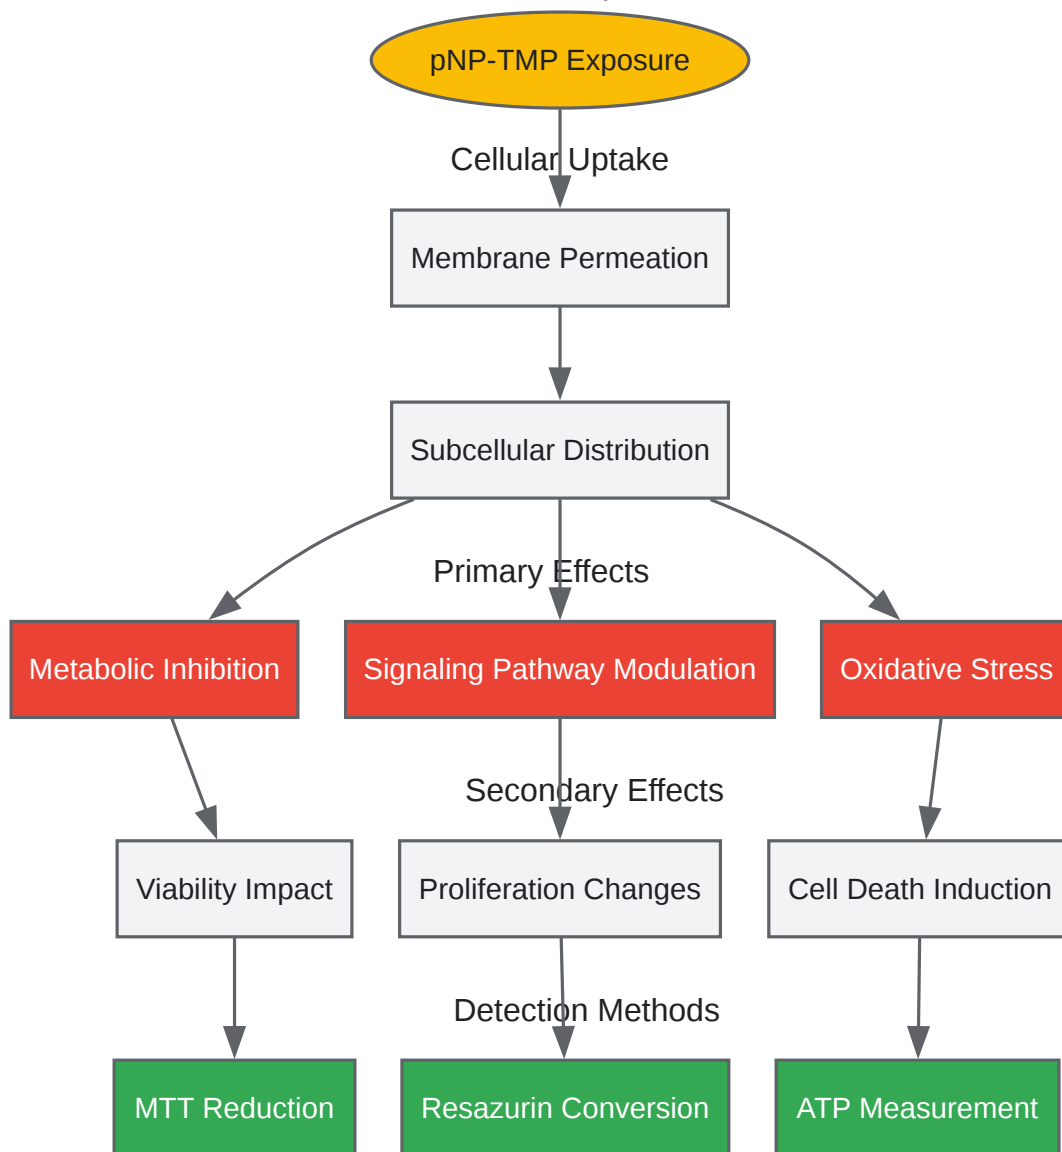 pNP-TMP Exposure
Cellular Uptake
Membrane Permeation
Subcellular Distribution
Primary Effects
Metabolic Inhibition
Signaling Pathway Modulation
Oxidative Stress
Secondary Effects
Viability Impact
Proliferation Changes
Cell Death Induction
Detection Methods
MTT Reduction
Resazurin Conversion
ATP Measurement